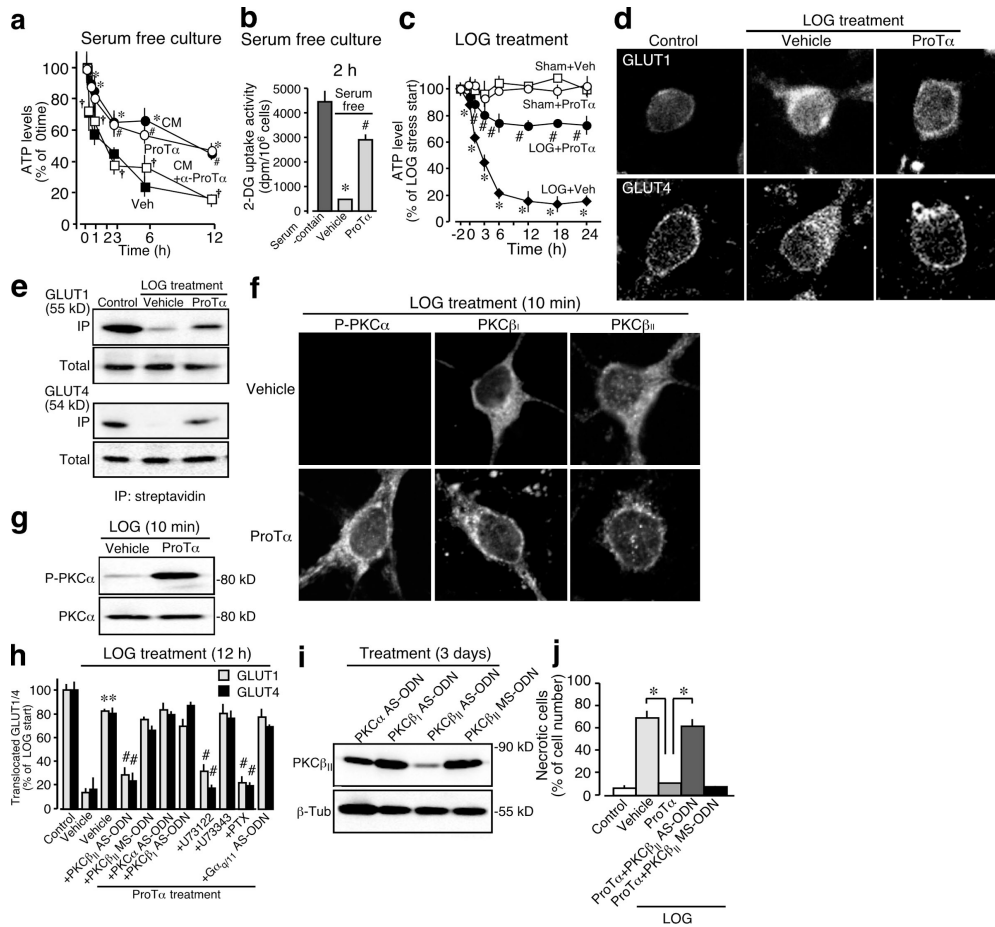 a
Serum free culture
ATP levels
(% of 0time)
100
80
60
40
20
0
0 1 2 3 6 12
Time (h)
CM
ProTα
CM
+α-ProTα
Veh
* * * * * # # # † † † † †
b
Serum free culture
2 h
Serum
free
2-DG uptake activity
(dpm/10⁶ cells)
5000
4000
3000
2000
1000
0
*
#
Serum
-contain
Vehicle
ProTα
c
LOG treatment
ATP level
(% of LOG stress start)
100
80
60
40
20
0
-2 0 3 6 12 18 24
Time (h)
Sham+Veh
Sham+ProTα
LOG+ProTα
LOG+Veh
* # # # # # #
* * * * * *
d
LOG treatment
Control Vehicle ProTα
GLUT1
GLUT4
e
LOG treatment
Control Vehicle ProTα
GLUT1
(55 kD)
IP
Total
GLUT4
(54 kD)
IP
Total
IP: streptavidin
f
LOG treatment (10 min)
P-PKCα PKCβI PKCβII
Vehicle
ProTα
g
LOG (10 min)
Vehicle ProTα
P-PKCα -80 kD
PKCα -80 kD
h
LOG treatment (12 h)
GLUT1
GLUT4
Translocated GLUT1/4
(% of LOG start)
100
80
60
40
20
0
**
# #
# #
# #
Control
Vehicle
Vehicle
+PKCβII AS-ODN
+PKCβII MS-ODN
+PKCα AS-ODN
+PKCβI AS-ODN
+U73122
+U73343
+PTX
+Gαq/11 AS-ODN
ProTα treatment
i
Treatment (3 days)
PKCα AS-ODN
PKCβI AS-ODN
PKCβII AS-ODN
PKCβII MS-ODN
-90 kD
PKCβII
β-Tub -55 kD
j
Necrotic cells
(% of cell number)
100
80
60
40
20
0
* *
Control
Vehicle
ProTα
ProTα+PKCβII AS-ODN
ProTα+PKCβII MS-ODN
LOG